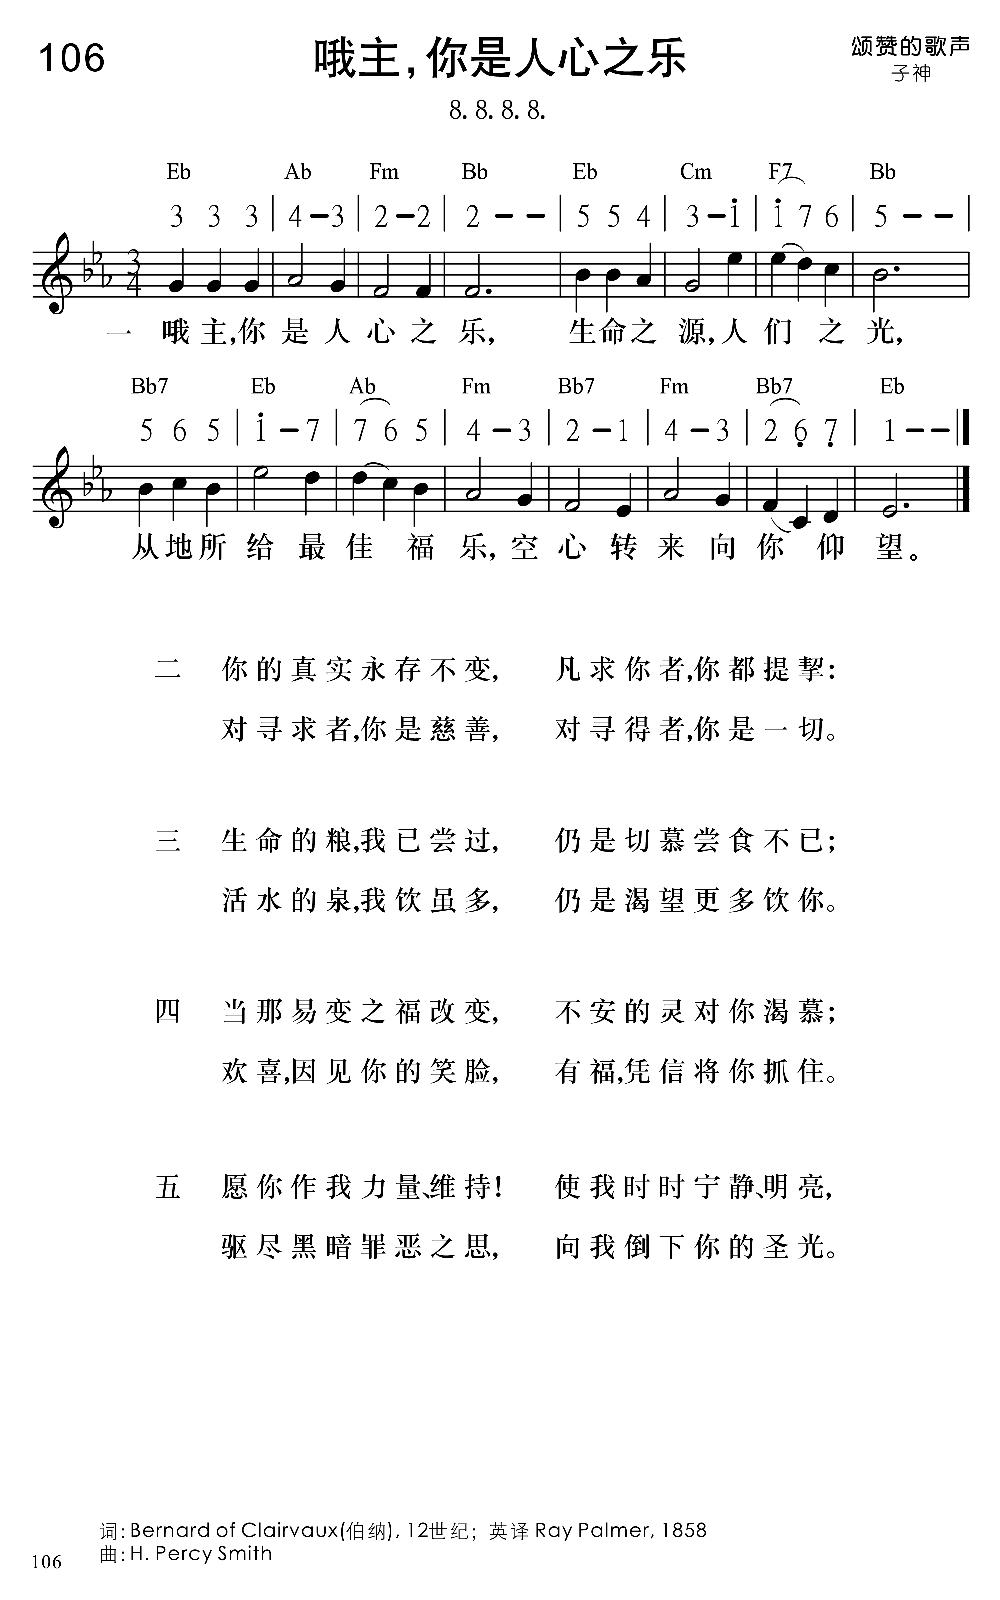 106
哦主,你是人心之乐
颂赞的歌声
子神
8. 8. 8. 8.
Eb Ab Fm Bb Eb Cm F7 Bb
3 3 3 | 4 – 3 | 2 – 2 | 2 – – | 5 5 4 | 3 – 1 | 1 7 6 | 5 – – |
3 4
一 哦主,你是人心之乐, 生命之源,人们之光,
Bb7 Eb Ab Fm Bb7 Fm Bb7 Eb
5 6 5 | 1 – 7 | 7 6 5 | 4 – 3 | 2 – 1 | 4 – 3 | 2 6 7 | 1 – – ‖
从地所给最佳福乐,空心转来向你仰望。
二 你的真实永存不变, 凡求你者,你都提挈:
对寻求者,你是慈善, 对寻得者,你是一切。
三 生命的粮,我已尝过, 仍是切慕尝食不已;
活水的泉,我饮虽多, 仍是渴望更多饮你。
四 当那易变之福改变, 不安的灵对你渴慕;
欢喜,因见你的笑脸, 有福,凭信将你抓住。
五 愿你作我力量、维持! 使我时时宁静、明亮,
驱尽黑暗罪恶之思, 向我倒下你的圣光。
词: Bernard of Clairvaux(伯纳), 12世纪; 英译 Ray Palmer, 1858
曲: H. Percy Smith
106